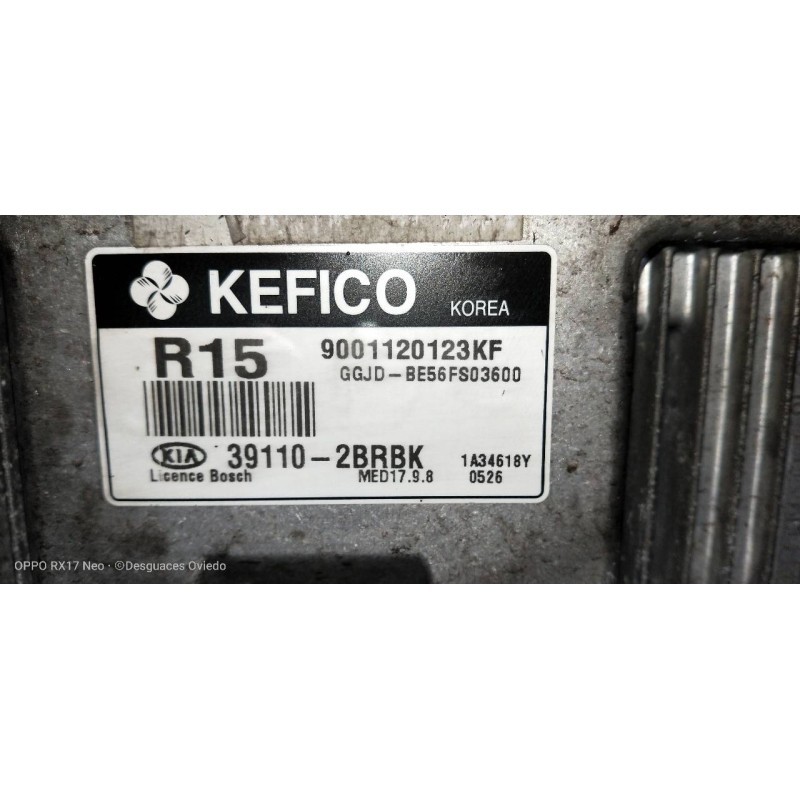 KEFICO KOREA
R15 9001120123KF
GGJD-BE56FS03600
KIA 39110-2BRBK 1A34618Y
Licence Bosch MED17.9.8 0526
OPPO RX17 Neo · ©Desguaces Oviedo